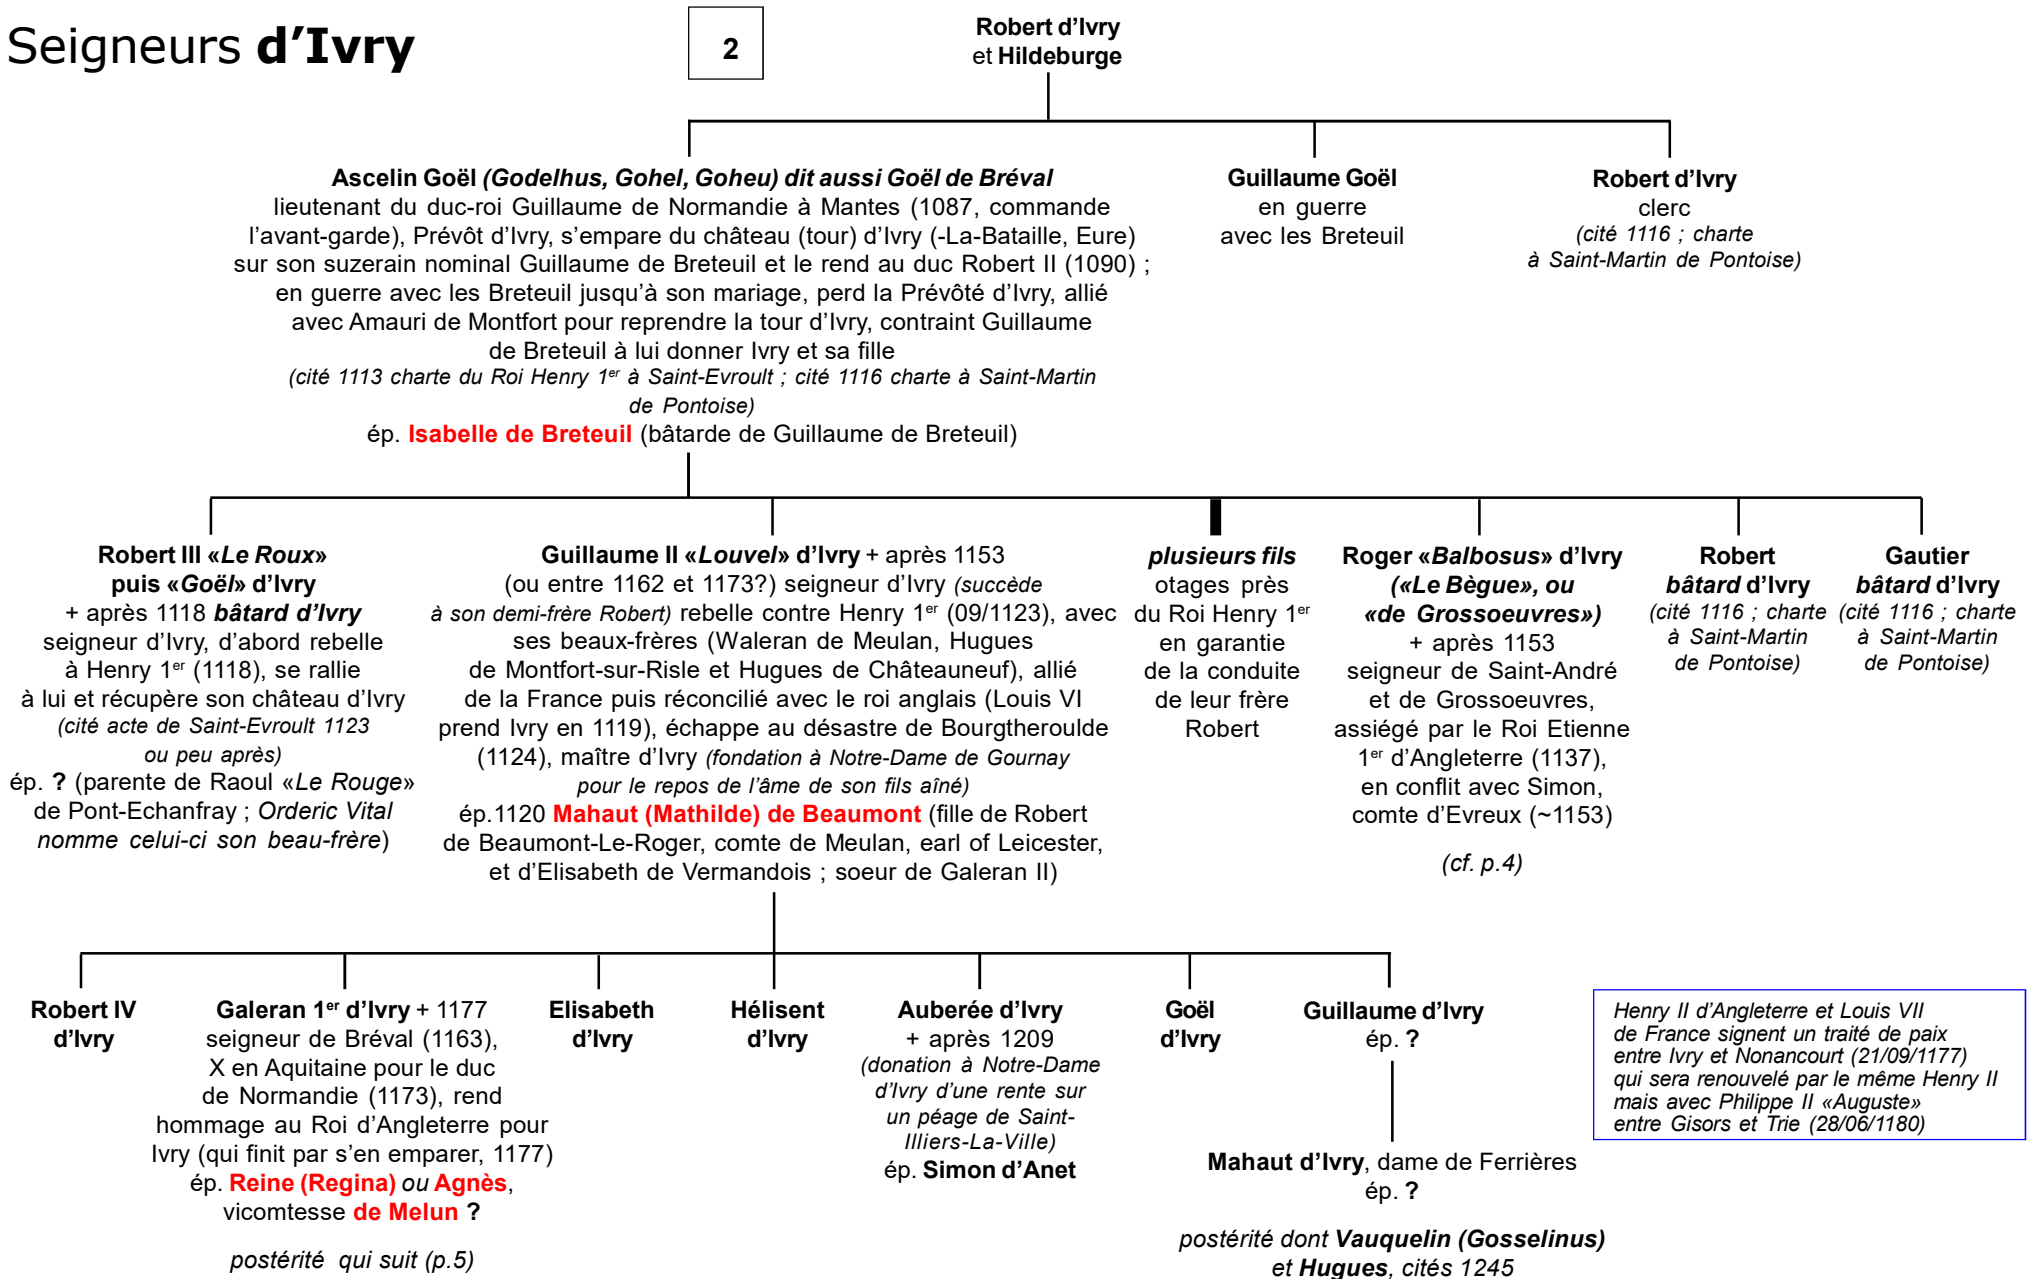 Seigneurs d'Ivry
2
Robert d'Ivry
et Hildeburge
Ascelin Goël (Godelhus, Gohel, Goheu) dit aussi Goël de Bréval
lieutenant du duc-roi Guillaume de Normandie à Mantes (1087, commande
l'avant-garde), Prévôt d'Ivry, s'empare du château (tour) d'Ivry (-La-Bataille, Eure)
sur son suzerain nominal Guillaume de Breteuil et le rend au duc Robert II (1090) ;
en guerre avec les Breteuil jusqu'à son mariage, perd la Prévôté d'Ivry, allié
avec Amauri de Montfort pour reprendre la tour d'Ivry, contraint Guillaume
de Breteuil à lui donner Ivry et sa fille
(cité 1113 charte du Roi Henry 1er à Saint-Evroult ; cité 1116 charte à Saint-Martin
de Pontoise)
ép. Isabelle de Breteuil (bâtarde de Guillaume de Breteuil)
Guillaume Goël
en guerre
avec les Breteuil
Robert d'Ivry
clerc
(cité 1116 ; charte
à Saint-Martin de Pontoise)
Robert III «Le Roux»
puis «Goël» d'Ivry
+ après 1118 bâtard d'Ivry
seigneur d'Ivry, d'abord rebelle
à Henry 1er (1118), se rallie
à lui et récupère son château d'Ivry
(cité acte de Saint-Evroult 1123
ou peu après)
ép. ? (parente de Raoul «Le Rouge»
de Pont-Echanfray ; Orderic Vital
nomme celui-ci son beau-frère)
Guillaume II «Louvel» d'Ivry + après 1153
(ou entre 1162 et 1173?) seigneur d'Ivry (succède
à son demi-frère Robert) rebelle contre Henry 1er (09/1123), avec
ses beaux-frères (Waleran de Meulan, Hugues
de Montfort-sur-Risle et Hugues de Châteauneuf), allié
de la France puis réconcilié avec le roi anglais (Louis VI
prend Ivry en 1119), échappe au désastre de Bourgtheroulde
(1124), maître d'Ivry (fondation à Notre-Dame de Gournay
pour le repos de l'âme de son fils aîné)
ép.1120 Mahaut (Mathilde) de Beaumont (fille de Robert
de Beaumont-Le-Roger, comte de Meulan, earl of Leicester,
et d'Elisabeth de Vermandois ; soeur de Galeran II)
plusieurs fils
otages près
du Roi Henry 1er
en garantie
de la conduite
de leur frère
Robert
Roger «Balbosus» d'Ivry
(«Le Bègue», ou
«de Grossoeuvres»)
+ après 1153
seigneur de Saint-André
et de Grossoeuvres,
assiégé par le Roi Etienne
1er d'Angleterre (1137),
en conflit avec Simon,
comte d'Evreux (~1153)
(cf. p.4)
Robert
bâtard d'Ivry
(cité 1116 ; charte
à Saint-Martin
de Pontoise)
Gautier
bâtard d'Ivry
(cité 1116 ; charte
à Saint-Martin
de Pontoise)
Robert IV
d'Ivry
Galeran 1er d'Ivry + 1177
seigneur de Bréval (1163),
X en Aquitaine pour le duc
de Normandie (1173), rend
hommage au Roi d'Angleterre pour
Ivry (qui finit par s'en emparer, 1177)
ép. Reine (Regina) ou Agnès,
vicomtesse de Melun ?
postérité qui suit (p.5)
Elisabeth
d'Ivry
Hélisent
d'Ivry
Auberée d'Ivry
+ après 1209
(donation à Notre-Dame
d'Ivry d'une rente sur
un péage de Saint-
Illiers-La-Ville)
ép. Simon d'Anet
Goël
d'Ivry
Guillaume d'Ivry
ép. ?
Mahaut d'Ivry, dame de Ferrières
ép. ?
postérité dont Vauquelin (Gosselinus)
et Hugues, cités 1245
Henry II d'Angleterre et Louis VII
de France signent un traité de paix
entre Ivry et Nonancourt (21/09/1177)
qui sera renouvelé par le même Henry II
mais avec Philippe II «Auguste»
entre Gisors et Trie (28/06/1180)